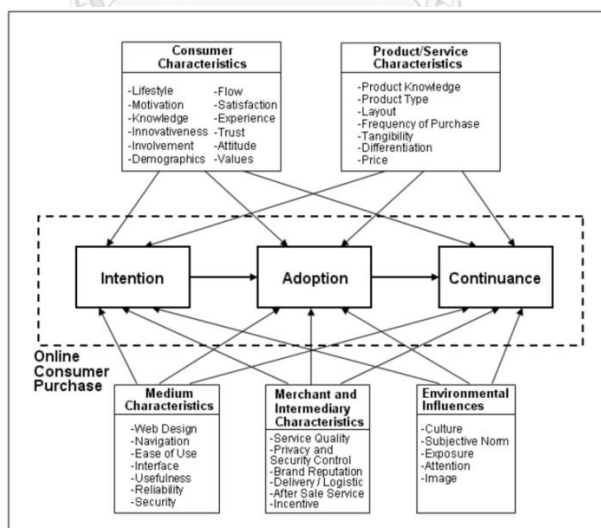 Consumer
Characteristics
-Lifestyle -Flow
-Motivation -Satisfaction
-Knowledge -Experience
-Innovativeness -Trust
-Involvement -Attitude
-Demographics -Values
Product/Service
Characteristics
-Product Knowledge
-Product Type
-Layout
-Frequency of Purchase
-Tangibility
-Differentiation
-Price
Intention
Adoption
Continuance
Online
Consumer
Purchase
Medium
Characteristics
-Web Design
-Navigation
-Ease of Use
-Interface
-Usefulness
-Reliability
-Security
Merchant and
Intermediary
Characteristics
-Service Quality
-Privacy and
Security Control
-Brand Reputation
-Delivery / Logistic
-After Sale Service
-Incentive
Environmental
Influences
-Culture
-Subjective Norm
-Exposure
-Attention
-Image